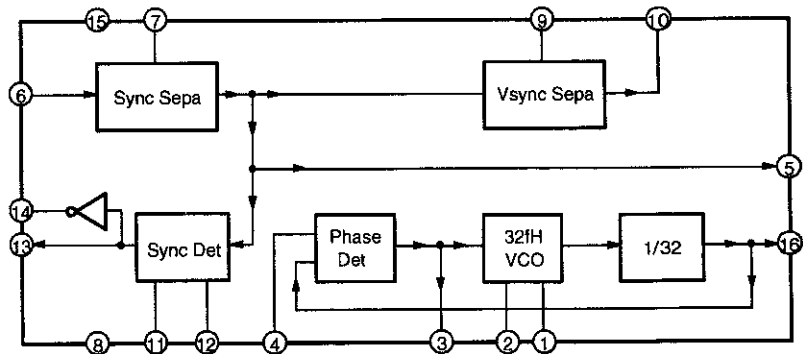 15 7 9 10
6 Sync Sepa Vsync Sepa
5
14
13 Sync Det Phase Det 32fH VCO 1/32 16
8 11 12 4 3 2 1